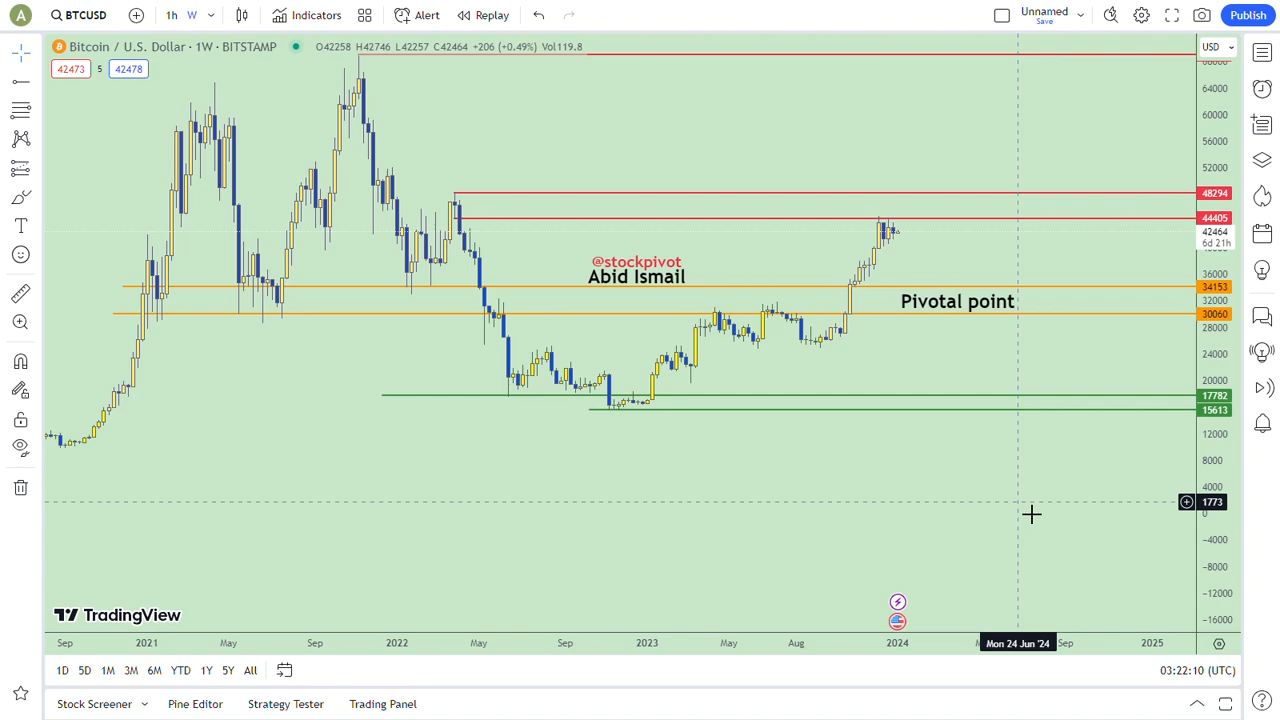 A
BTCUSD
1h W
Indicators
Alert
Replay
Unnamed
Save
Publish
Bitcoin / U.S. Dollar · 1W · BITSTAMP
O42258 H42746 L42257 C42464 +206 (+0.49%) Vol119.8
USD
42473 5 42478
64000
60000
56000
52000
48294
44405
42464
6d 21h
36000
34153
32000
30060
28000
24000
20000
17782
15613
12000
8000
4000
1773
0
−4000
−8000
−12000
−16000
@stockpivot
Abid Ismail
Pivotal point
TradingView
Sep 2021 May Sep 2022 May Sep 2023 May Aug 2024 Mon 24 Jun '24 Sep 2025
1D 5D 1M 3M 6M YTD 1Y 5Y All
03:22:10 (UTC)
Stock Screener Pine Editor Strategy Tester Trading Panel